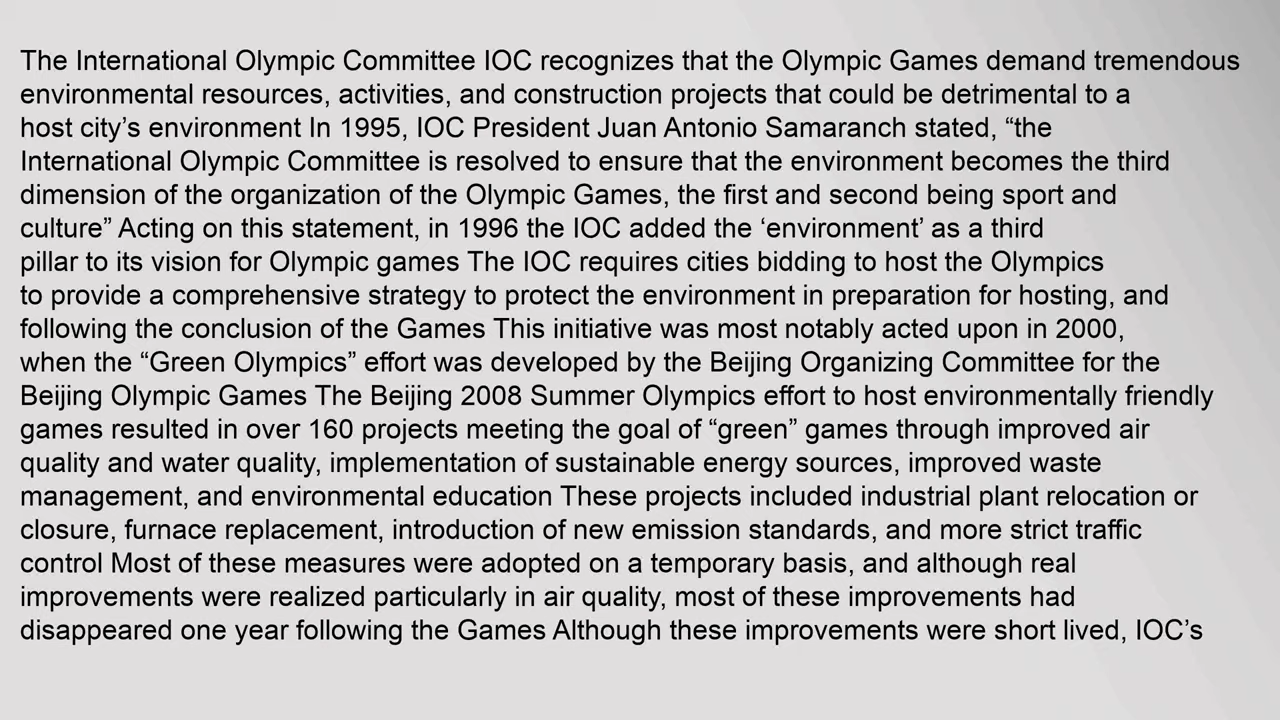 The International Olympic Committee IOC recognizes that the Olympic Games demand tremendous
environmental resources, activities, and construction projects that could be detrimental to a
host city’s environment In 1995, IOC President Juan Antonio Samaranch stated, “the
International Olympic Committee is resolved to ensure that the environment becomes the third
dimension of the organization of the Olympic Games, the first and second being sport and
culture” Acting on this statement, in 1996 the IOC added the ‘environment’ as a third
pillar to its vision for Olympic games The IOC requires cities bidding to host the Olympics
to provide a comprehensive strategy to protect the environment in preparation for hosting, and
following the conclusion of the Games This initiative was most notably acted upon in 2000,
when the “Green Olympics” effort was developed by the Beijing Organizing Committee for the
Beijing Olympic Games The Beijing 2008 Summer Olympics effort to host environmentally friendly
games resulted in over 160 projects meeting the goal of “green” games through improved air
quality and water quality, implementation of sustainable energy sources, improved waste
management, and environmental education These projects included industrial plant relocation or
closure, furnace replacement, introduction of new emission standards, and more strict traffic
control Most of these measures were adopted on a temporary basis, and although real
improvements were realized particularly in air quality, most of these improvements had
disappeared one year following the Games Although these improvements were short lived, IOC’s